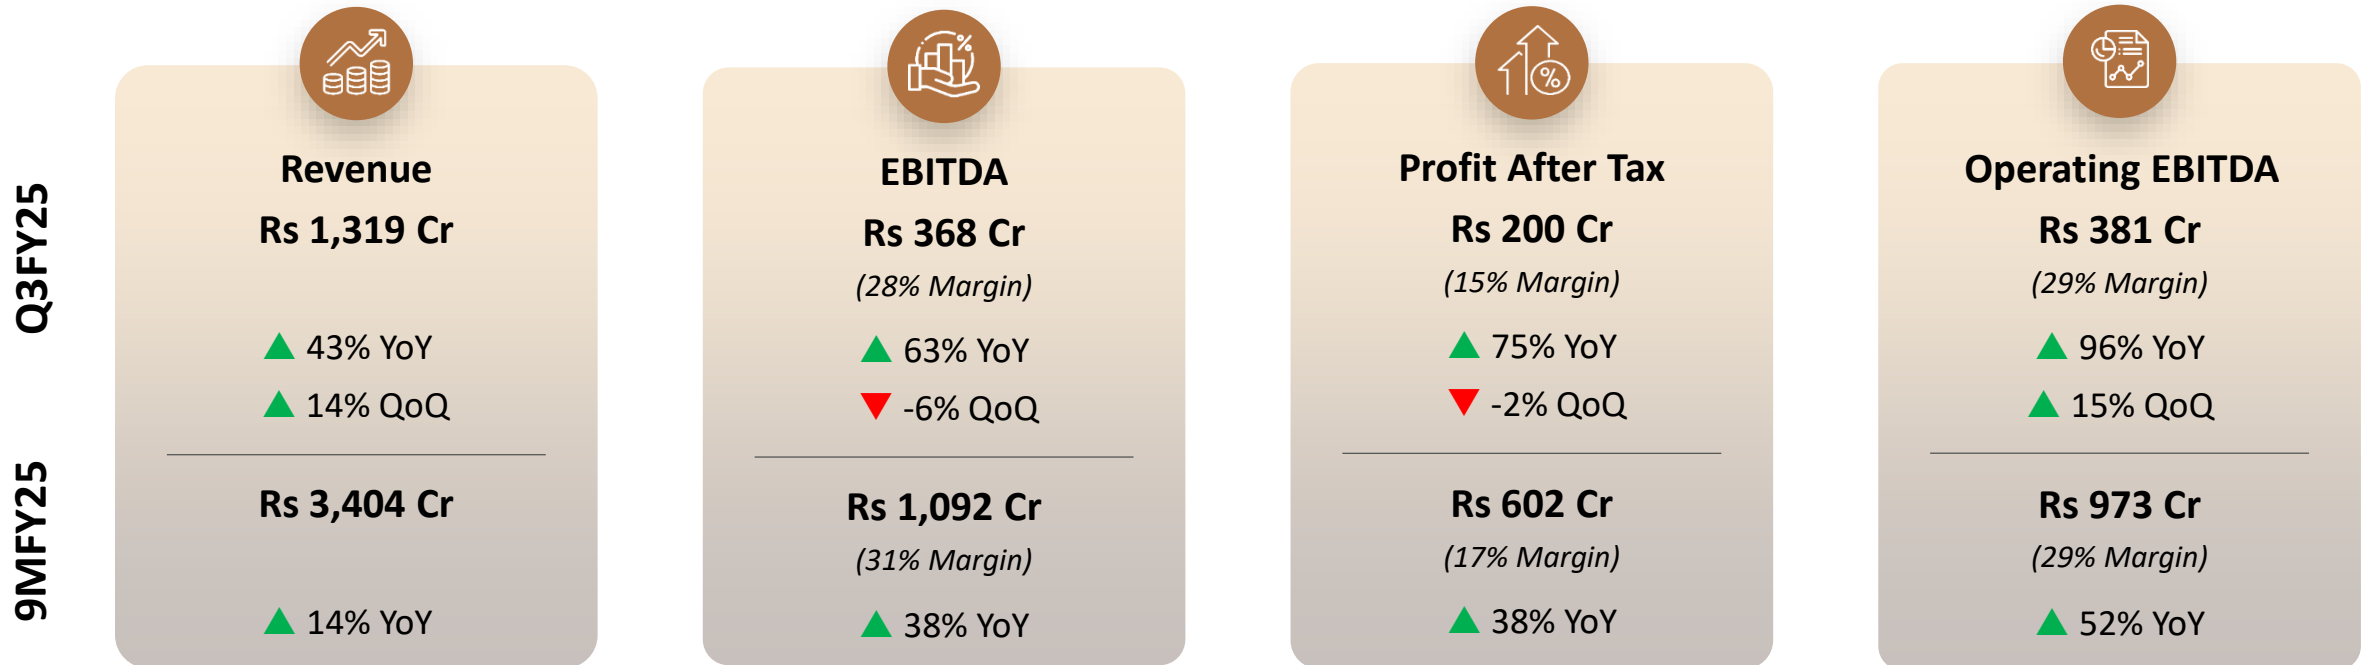 Q3FY25
9MFY25
Revenue
Rs 1,319 Cr
43% YoY
14% QoQ
Rs 3,404 Cr
14% YoY
%
EBITDA
Rs 368 Cr
(28% Margin)
63% YoY
-6% QoQ
Rs 1,092 Cr
(31% Margin)
38% YoY
%
Profit After Tax
Rs 200 Cr
(15% Margin)
75% YoY
-2% QoQ
Rs 602 Cr
(17% Margin)
38% YoY
Operating EBITDA
Rs 381 Cr
(29% Margin)
96% YoY
15% QoQ
Rs 973 Cr
(29% Margin)
52% YoY